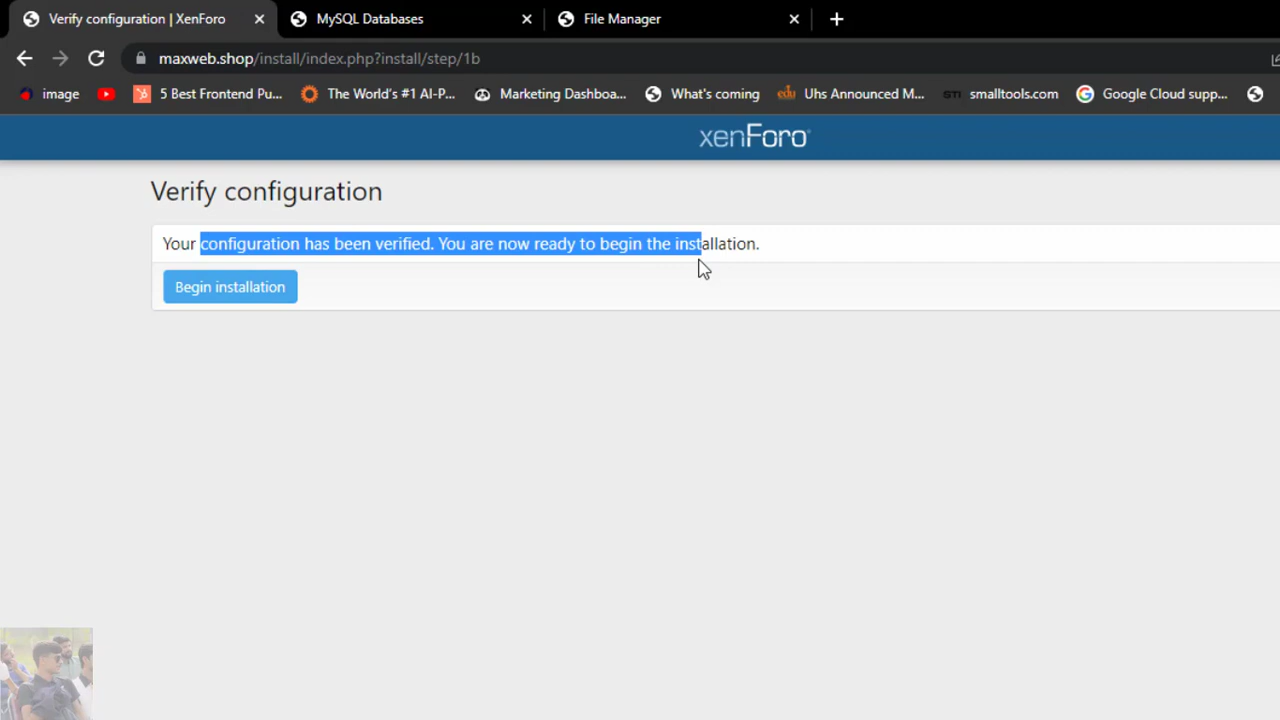 Verify configuration | XenForo
MySQL Databases
File Manager
maxweb.shop/install/index.php?install/step/1b
image
5 Best Frontend Pu...
The World's #1 AI-P...
Marketing Dashboa...
What's coming
edu
Uhs Announced M...
STI
smalltools.com
Google Cloud supp...
xenForo
Verify configuration
Your configuration has been verified. You are now ready to begin the installation.
Begin installation